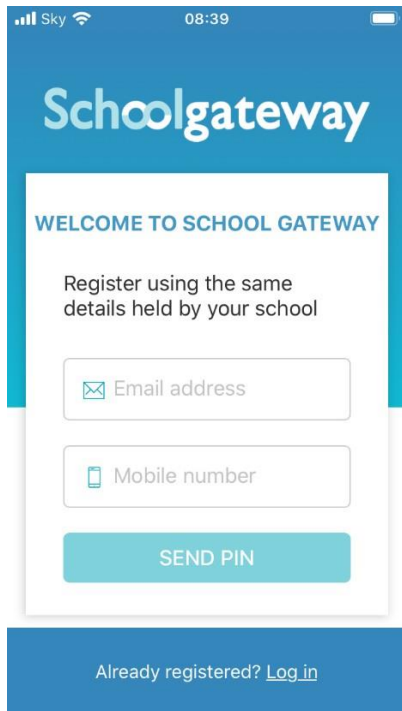 Sky 08:39
Schoolgateway
WELCOME TO SCHOOL GATEWAY
Register using the same
details held by your school
Email address
Mobile number
SEND PIN
Already registered? Log in